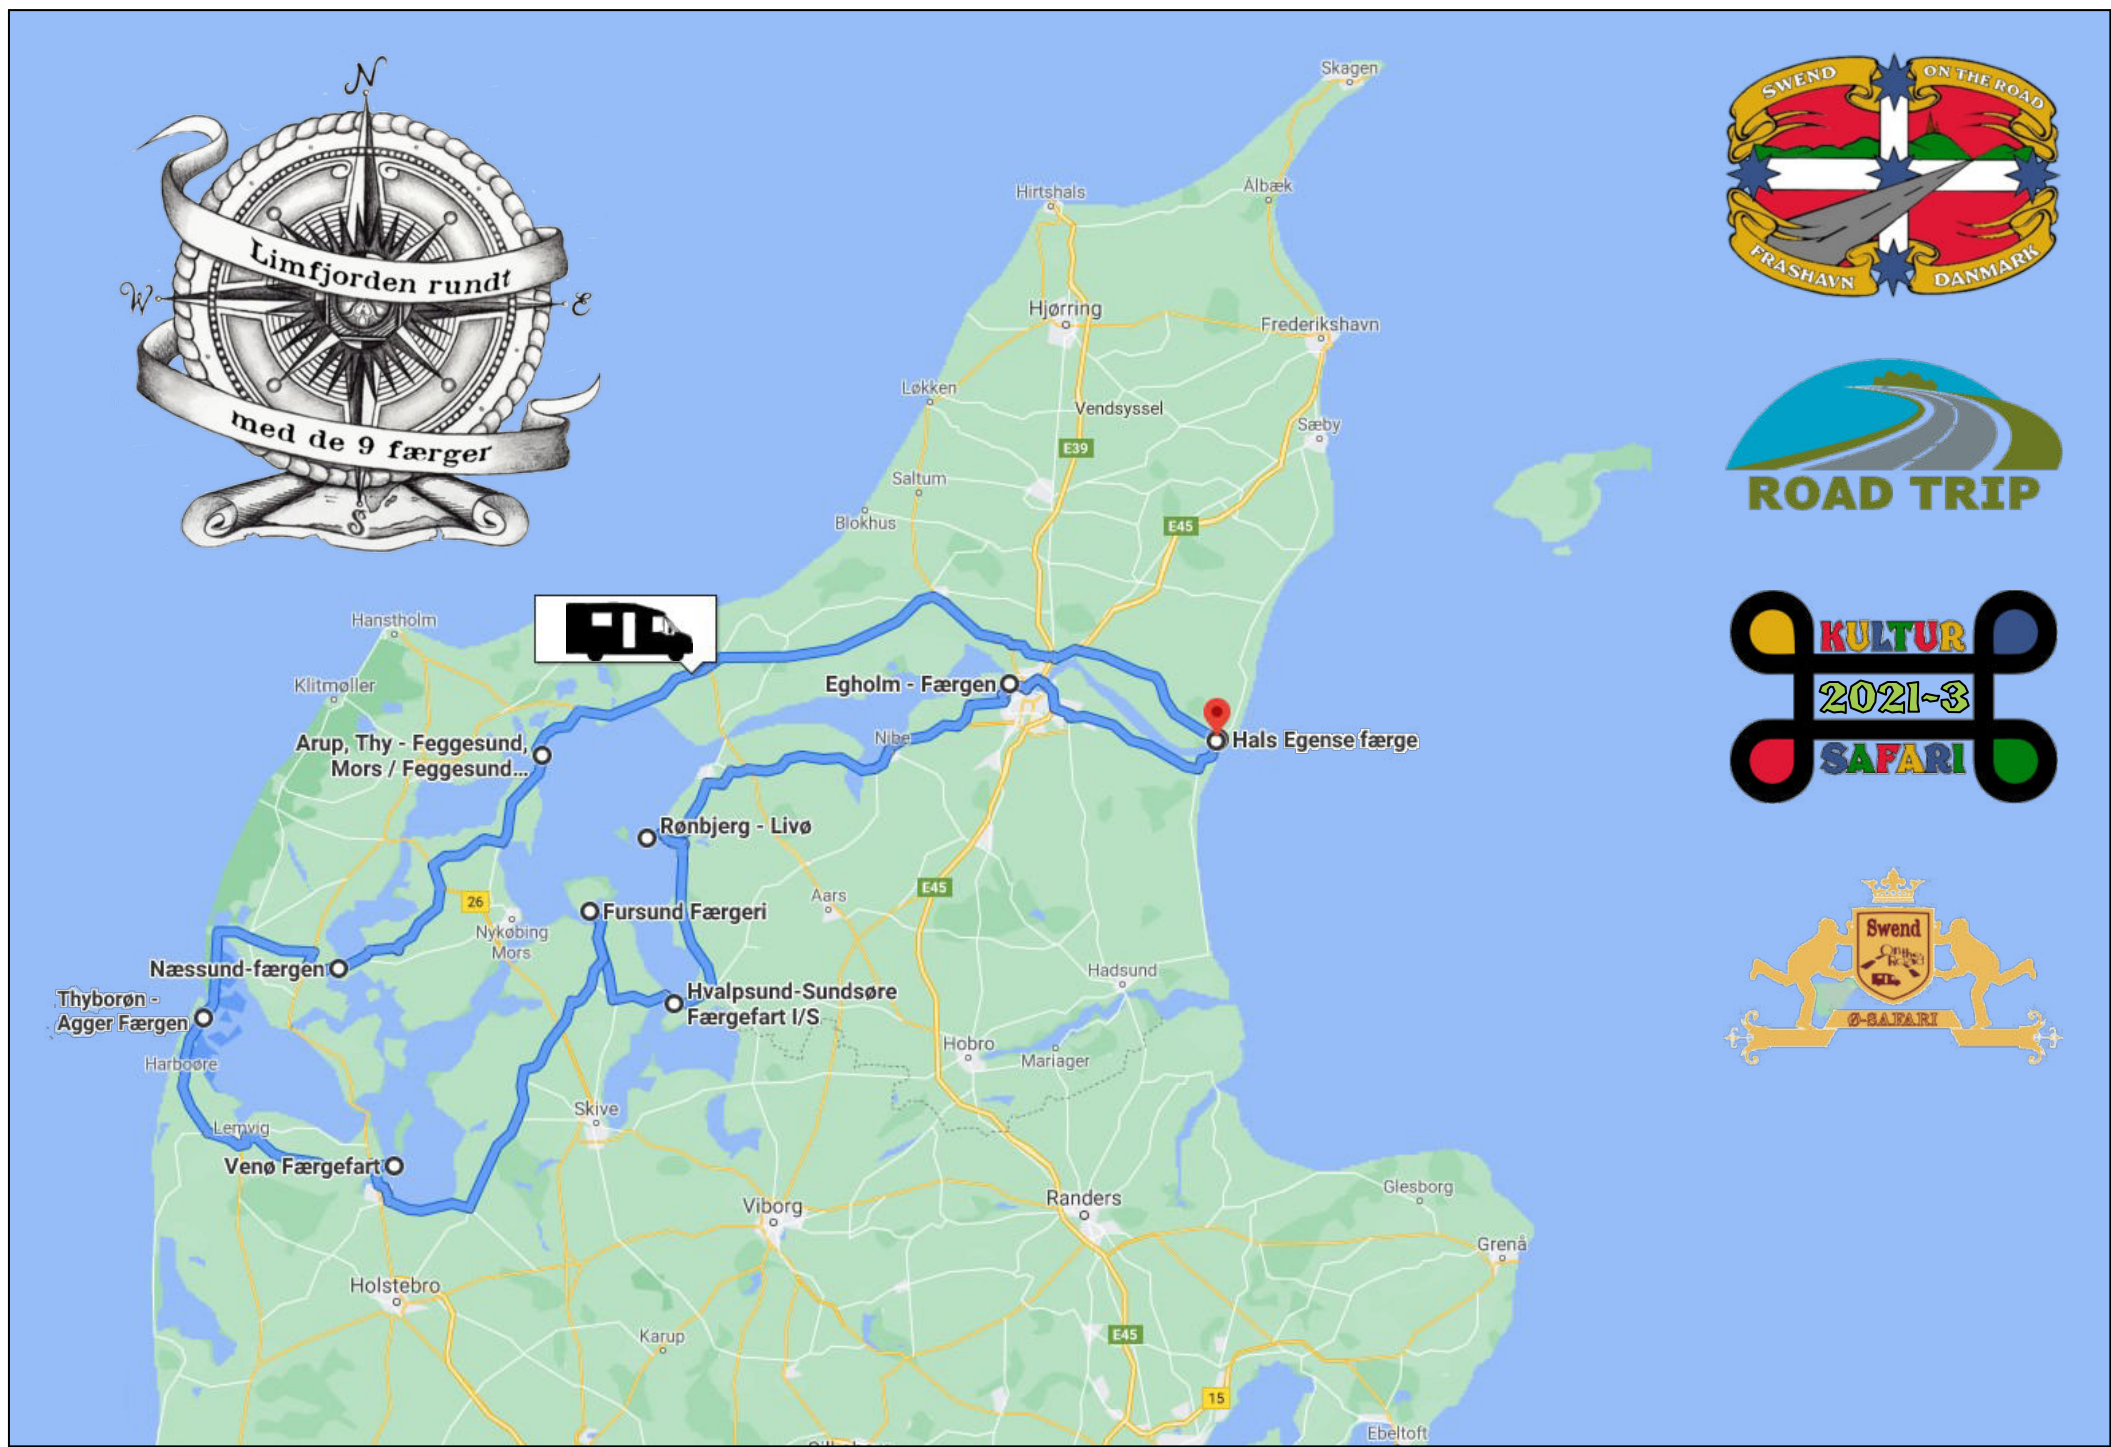 N
W
E
S
Limfjorden rundt
med de 9 færger
SWEND
ON THE ROAD
FRASHAVN
DANMARK
ROAD TRIP
KULTUR
2021~3
SAFARI
Swend
On the
Road
Ø-SAFARI
Skagen
Hirtshals
Ålbæk
Hjørring
Frederikshavn
Løkken
Vendsyssel
Sæby
E39
Saltum
Blokhus
E45
Hanstholm
Klitmøller
Egholm - Færgen
Nibe
Hals Egense færge
Arup, Thy - Feggesund,
Mors / Feggesund...
Rønbjerg - Livø
E45
Aars
26
Fursund Færgeri
Nykøbing
Mors
Næssund-færgen
Hadsund
Thyborøn -
Agger Færgen
Hvalpsund-Sundsøre
Færgefart I/S
Hobro
Mariager
Harboøre
Skive
Lemvig
Venø Færgefart
Viborg
Randers
Glesborg
Grenå
Holstebro
Karup
E45
15
Ebeltoft